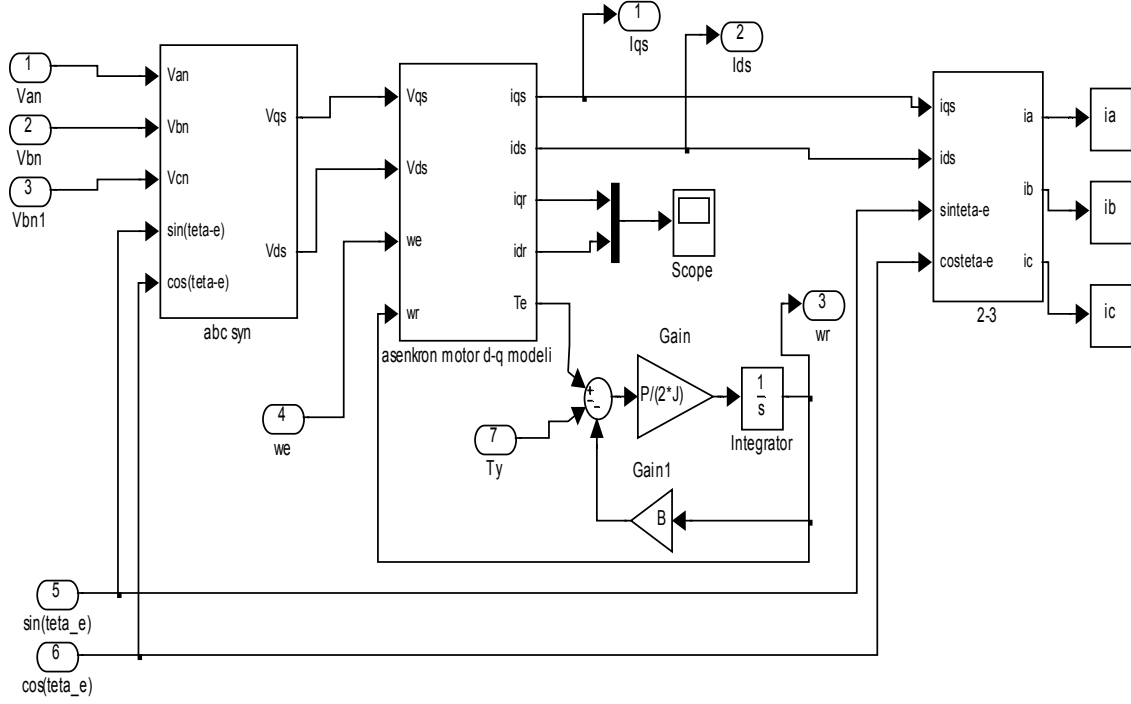 1
Van
2
Vbn
3
Vbn1
Van
Vbn
Vcn
sin(teta-e)
cos(teta-e)
Vqs
Vds
abc syn
Vqs
Vds
we
wr
iqs
ids
iqr
idr
Te
asenkron motor d-q modeli
1
Iqs
2
Ids
Scope
3
wr
iqs
ids
sinteta-e
costeta-e
ia
ib
ic
2-3
ia
ib
ic
4
we
7
Ty
+
-
-
Gain
P/(2*J)
1
s
Integrator
Gain1
B
5
sin(teta_e)
6
cos(teta_e)